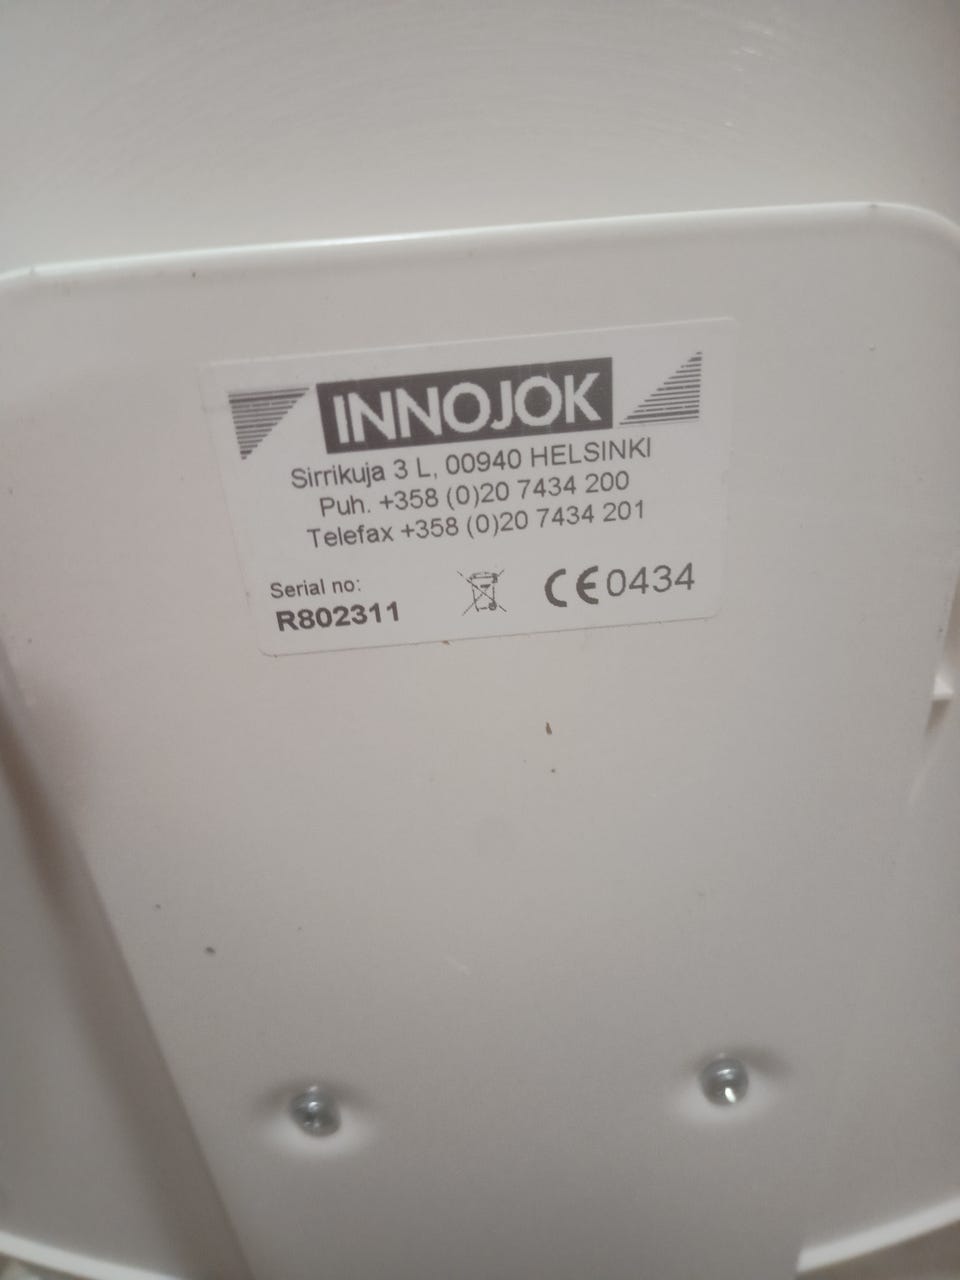 INNOJOK
Sirrikuja 3 L, 00940 HELSINKI
Puh. +358 (0)20 7434 200
Telefax +358 (0)20 7434 201
Serial no:
R802311
CE0434